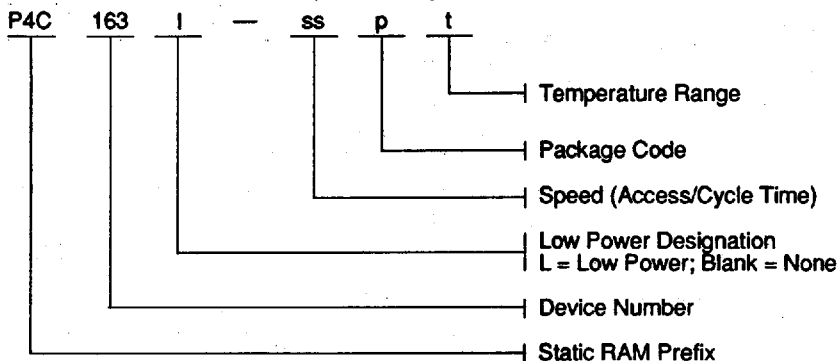 P4C 163 l — ss p t
Temperature Range
Package Code
Speed (Access/Cycle Time)
Low Power Designation
L = Low Power; Blank = None
Device Number
Static RAM Prefix